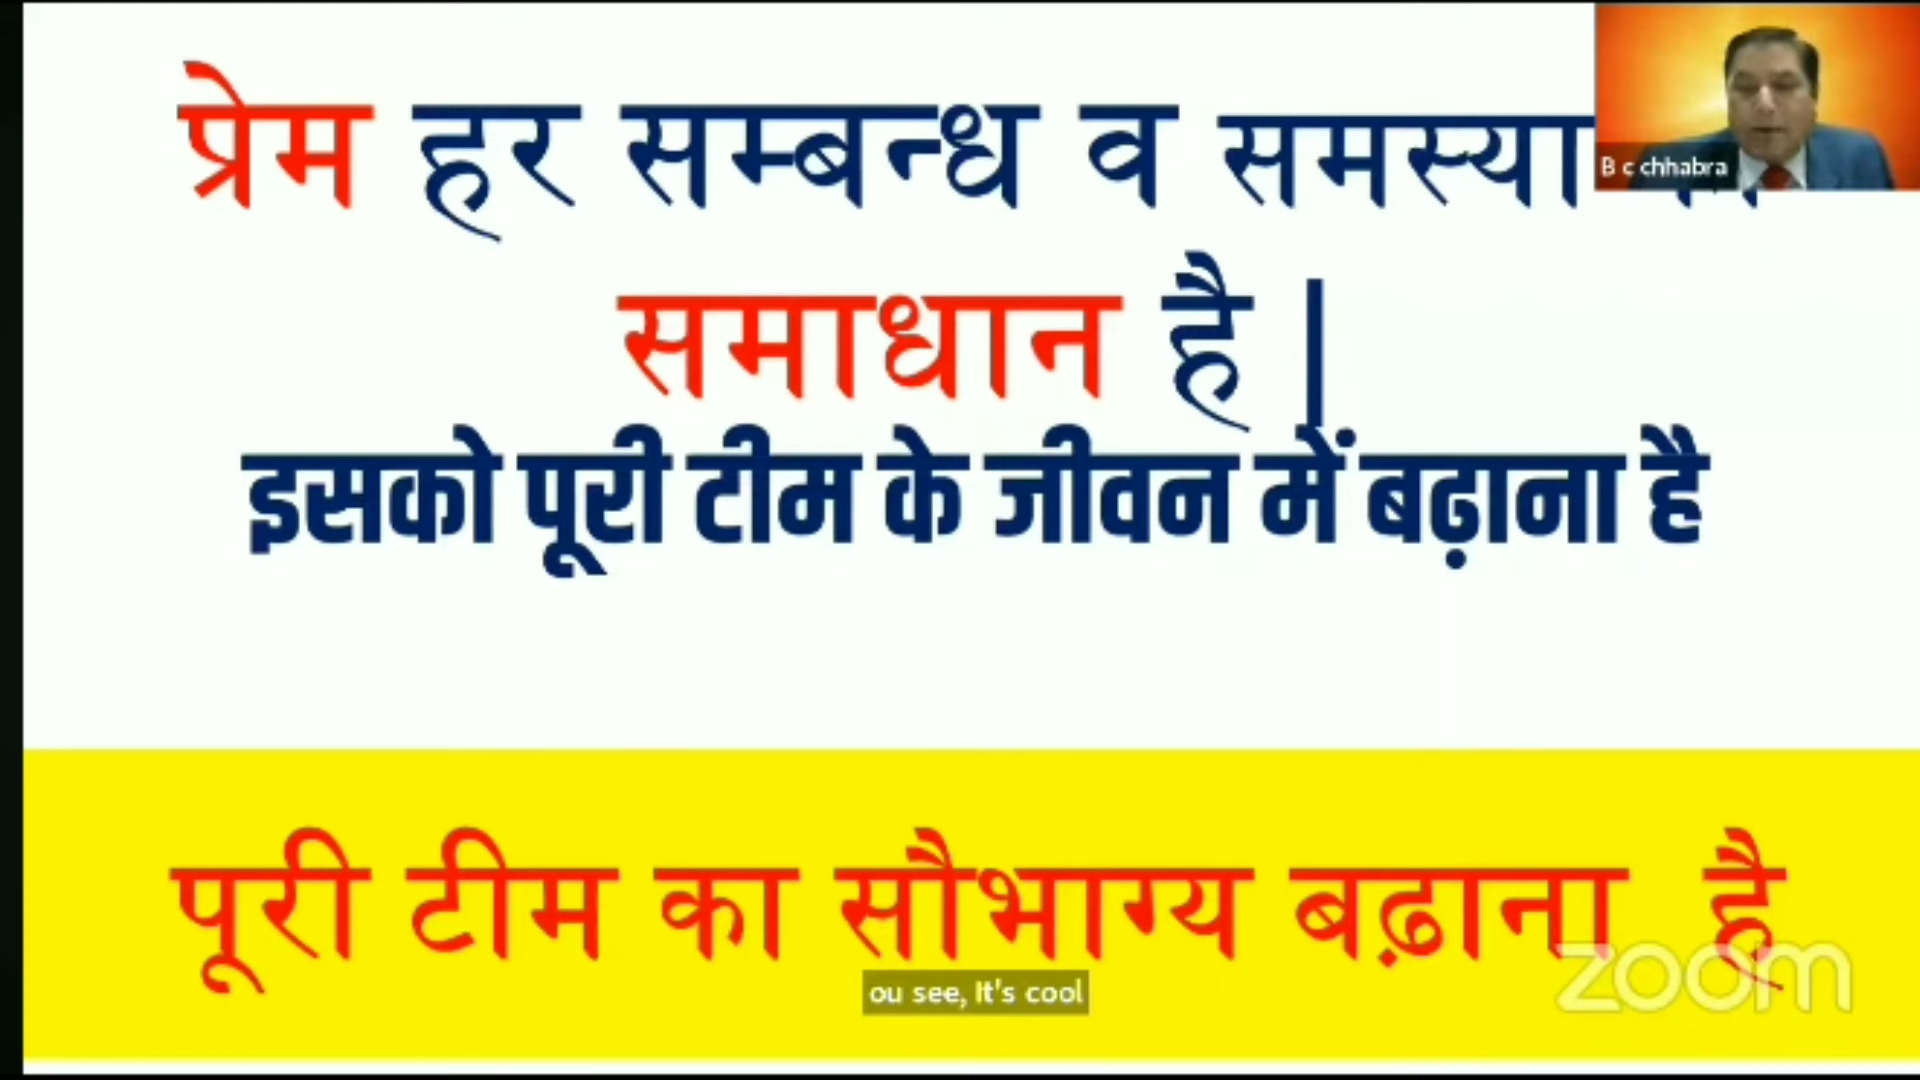 प्रेम हर सम्बन्ध व समस्या
समाधान है |
इसको पूरी टीम के जीवन में बढ़ाना है
पूरी टीम का सौभाग्य बढ़ाना है
B c chhabra
ou see, It's cool
zoom